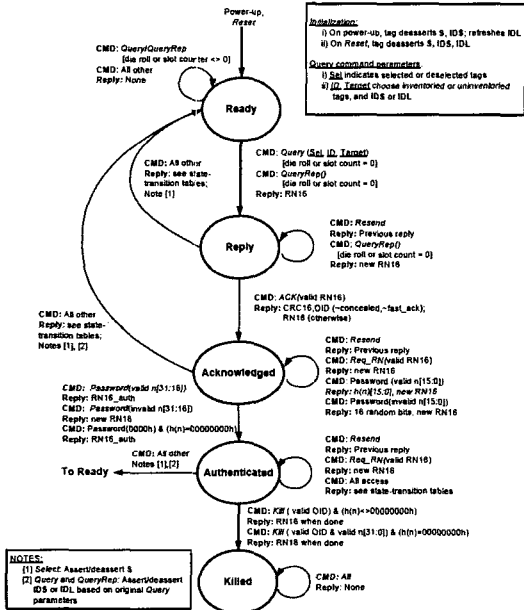 Power-up,
Reset
Initialization:
i) On power-up, tag deasserts S, IDS; refreshes IDL
ii) On Reset, tag deasserts S, IDS, IDL
Query command parameters
i) Sel indicates selected or deselected tags
ii) ID, Target choose inventoried or uninventoried
tags, and IDS or IDL
CMD: Query/QueryRep
[die roll or slot counter <> 0]
CMD: All other
Reply: None
Ready
CMD: All other
Reply: see state-
transition tables;
Note [1]
CMD: Query (Sel, ID, Target)
[die roll or slot count = 0]
CMD: QueryRep()
[die roll or slot count = 0]
Reply: RN16
Reply
CMD: Resend
Reply: Previous reply
CMD: QueryRep()
[die roll or slot count = 0]
Reply: new RN16
CMD: ACK(valid RN16)
Reply: CRC16,OID (~concealed,~fast_ack);
RN16 (otherwise)
CMD: All other
Reply: see state-
transition tables;
Notes [1], [2]
Acknowledged
CMD: Resend
Reply: Previous reply
CMD: Req_RN(valid RN16)
Reply: new RN16
CMD: Password (valid n[15:0])
Reply: h(n)[15:0], new RN16
CMD: Password(invalid n[15:0])
Reply: 16 random bits, new RN16
CMD: Password(valid n[31:16])
Reply: RN16_auth
CMD: Password(invalid n[31:16])
Reply: new RN16
CMD: Password(0000h) & (h(n)=00000000h)
Reply: RN16_auth
CMD: All other
Notes [1],[2]
To Ready
Authenticated
CMD: Resend
Reply: Previous reply
CMD: Req_RN(valid RN16)
Reply: new RN16
CMD: All access
Reply: see state-transition tables
CMD: Kill ( valid OID) & (h(n)<>00000000h)
Reply: RN16 when done
CMD: Kill ( valid OID & valid n[31:0]) & (h(n)=00000000h)
Reply: RN16 when done
Killed
CMD: All
Reply: None
NOTES:
[1] Select: Assert/deassert S
[2] Query and QueryRep: Assert/deassert
IDS or IDL based on original Query
parameters